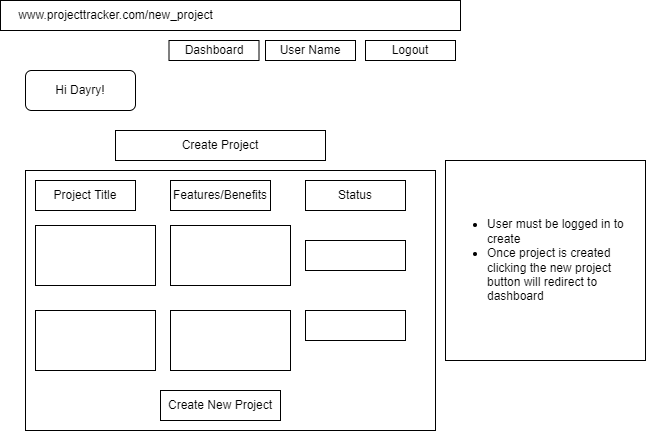 www.projecttracker.com/new_project
Dashboard
User Name
Logout
Hi Dayry!
Create Project
Project Title
Features/Benefits
Status
User must be logged in to
create
Once project is created
clicking the new project
button will redirect to
dashboard
Create New Project